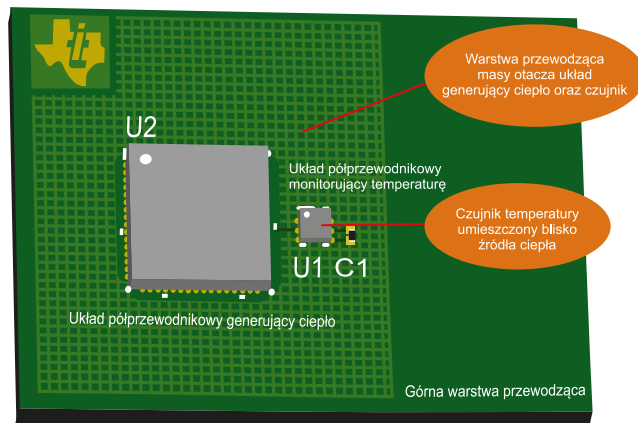 Warstwa przewodząca
masy otacza układ
generujący ciepło oraz czujnik
U2
Układ półprzewodnikowy
monitorujący temperaturę
Czujnik temperatury
umieszczony blisko
źródła ciepła
U1 C1
Układ półprzewodnikowy generujący ciepło
Górna warstwa przewodząca